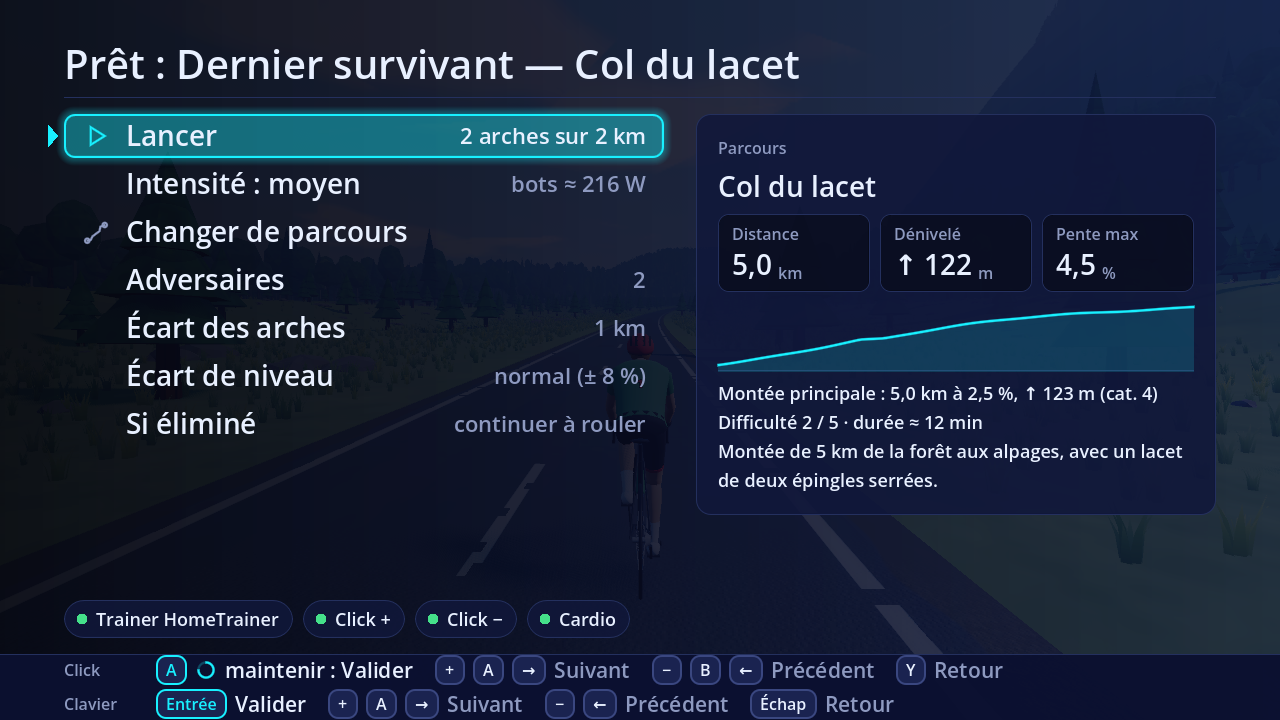 Prêt : Dernier survivant — Col du lacet
Lancer 2 arches sur 2 km
Intensité : moyen bots ≈ 216 W
Changer de parcours
Adversaires 2
Écart des arches 1 km
Écart de niveau normal (± 8 %)
Si éliminé continuer à rouler
Parcours
Col du lacet
Distance Dénivelé Pente max
5,0 km ↑ 122 m 4,5 %
Montée principale : 5,0 km à 2,5 %, ↑ 123 m (cat. 4)
Difficulté 2 / 5 · durée ≈ 12 min
Montée de 5 km de la forêt aux alpages, avec un lacet
de deux épingles serrées.
Trainer HomeTrainer Click + Click − Cardio
Click A maintenir : Valider + A → Suivant − B ← Précédent Y Retour
Clavier Entrée Valider + A → Suivant − ← Précédent Échap Retour